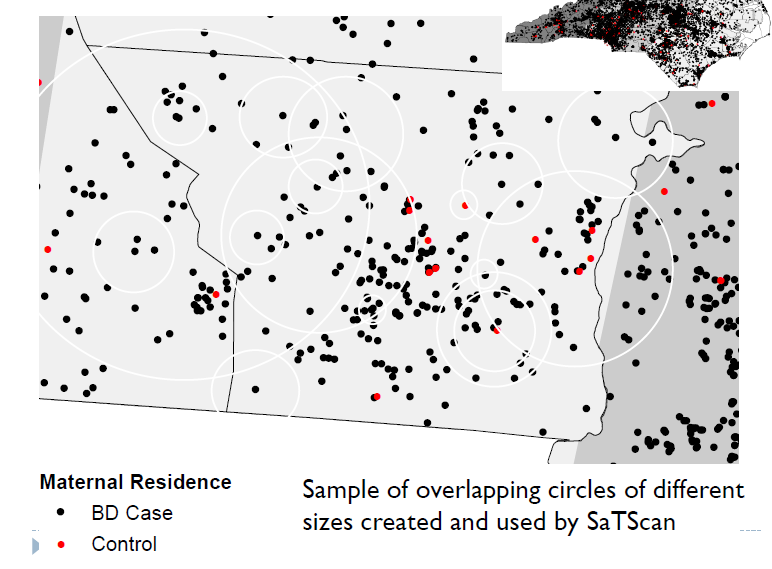 Maternal Residence
BD Case
Control
Sample of overlapping circles of different
sizes created and used by SaTScan